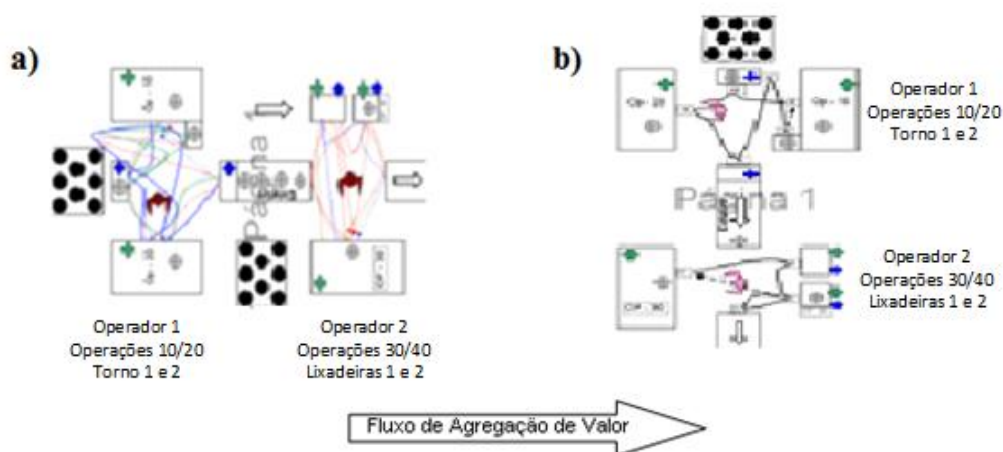 a)
Página 1
Operador 1
Operações 10/20
Torno 1 e 2
Operador 2
Operações 30/40
Lixadeiras 1 e 2
b)
Operador 1
Operações 10/20
Torno 1 e 2
Página 1
Operador 2
Operações 30/40
Lixadeiras 1 e 2
Fluxo de Agregação de Valor